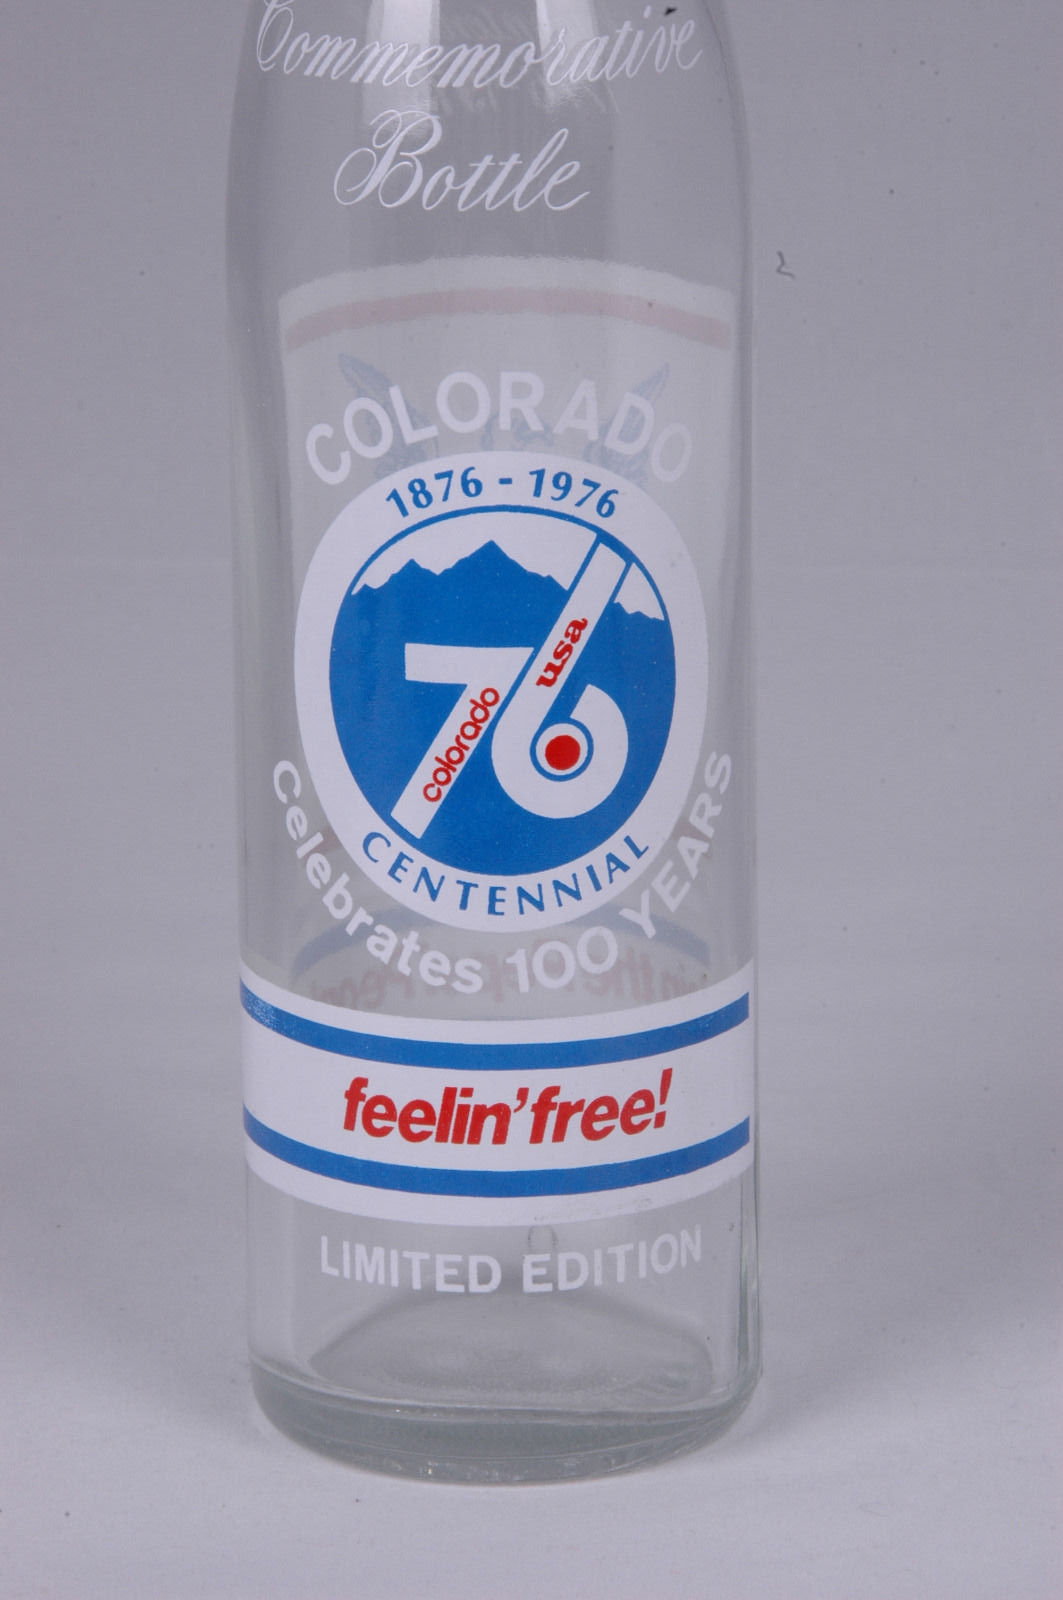 Commemorative
Bottle
COLORADO
1876 - 1976
76
colorado
usa
CENTENNIAL
Celebrates 100 YEARS
feelin' free!
LIMITED EDITION